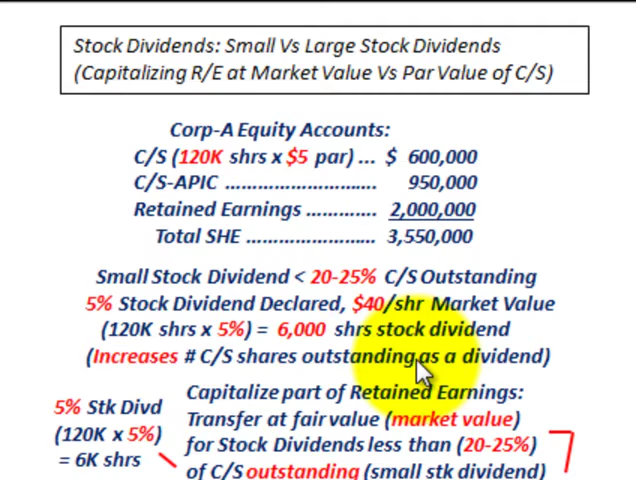 Stock Dividends: Small Vs Large Stock Dividends
(Capitalizing R/E at Market Value Vs Par Value of C/S)
Corp-A Equity Accounts:
C/S (120K shrs x $5 par) ... $ 600,000
C/S-APIC ............................. 950,000
Retained Earnings ............. 2,000,000
Total SHE ........................ 3,550,000
Small Stock Dividend < 20-25% C/S Outstanding
5% Stock Dividend Declared, $40/shr Market Value
(120K shrs x 5%) = 6,000 shrs stock dividend
(Increases # C/S shares outstanding as a dividend)
Capitalize part of Retained Earnings:
Transfer at fair value (market value)
for Stock Dividends less than (20-25%)
of C/S outstanding (small stk dividend)
5% Stk Divd
(120K x 5%)
= 6K shrs